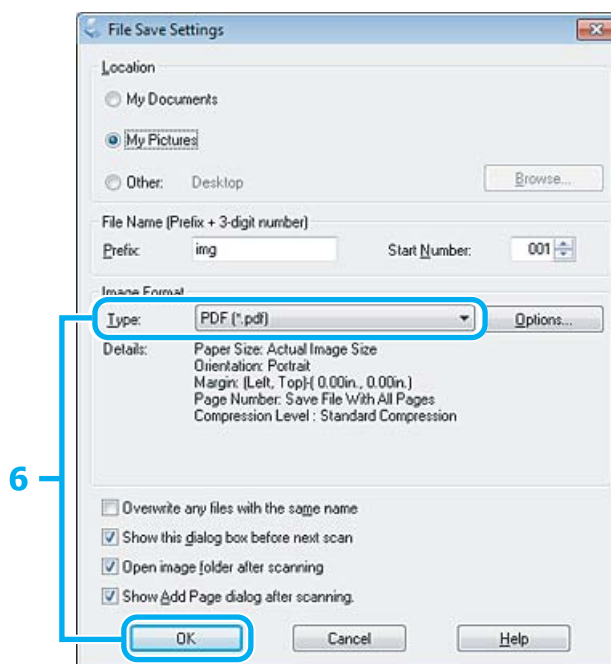 File Save Settings
Location
My Documents
My Pictures
Other: Desktop Browse...
File Name (Prefix + 3-digit number)
Prefix: img Start Number: 001
Image Format
Type: PDF (*.pdf) Options...
Details: Paper Size: Actual Image Size
Orientation: Portrait
Margin: (Left, Top)-( 0.00in., 0.00in.)
Page Number: Save File With All Pages
Compression Level : Standard Compression
6
Overwrite any files with the same name
Show this dialog box before next scan
Open image folder after scanning
Show Add Page dialog after scanning.
OK Cancel Help